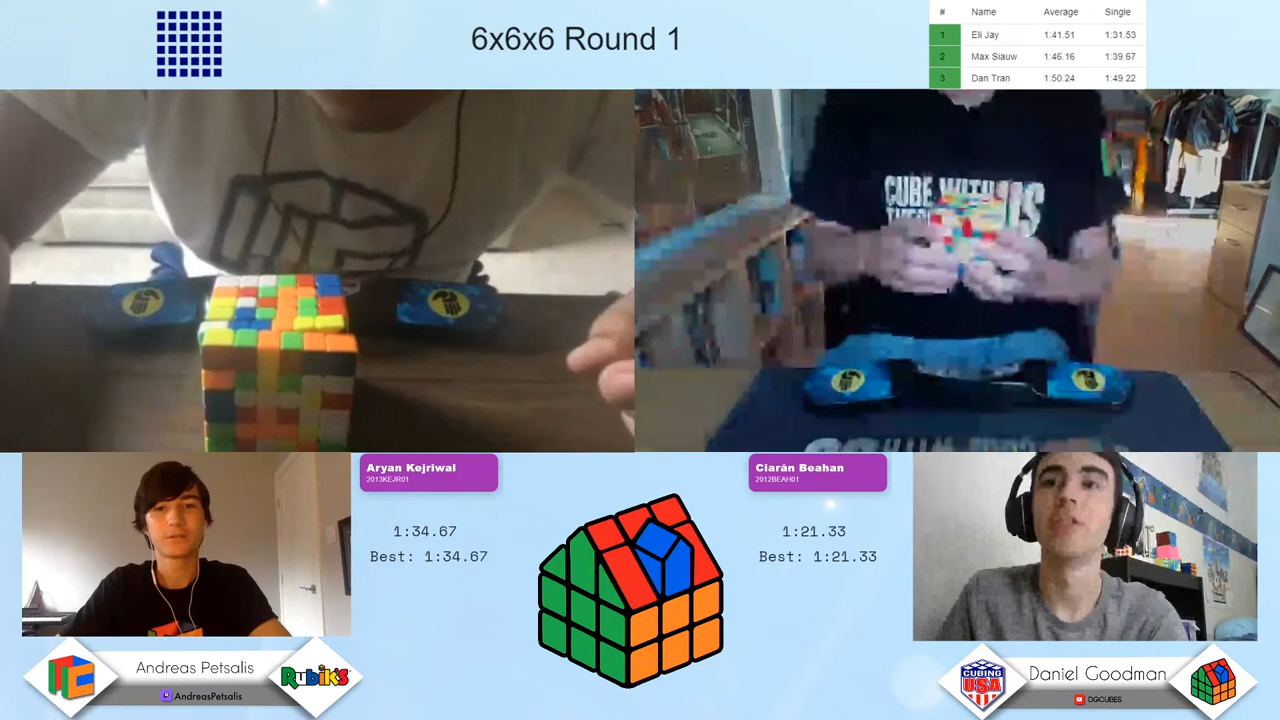 6x6x6 Round 1
# Name Average Single
1 Eli Jay 1:41.51 1:31.53
2 Max Siauw 1:46.16 1:39.67
3 Dan Tran 1:50.24 1:49.22
CUBE WITH US
Aryan Kejriwal
2013KEJR01
1:34.67
Best: 1:34.67
Ciarán Beahan
2012BEAH01
1:21.33
Best: 1:21.33
Andreas Petsalis
AndreasPetsalis
RUBIK'S
CUBING
USA
Daniel Goodman
DGCUBES